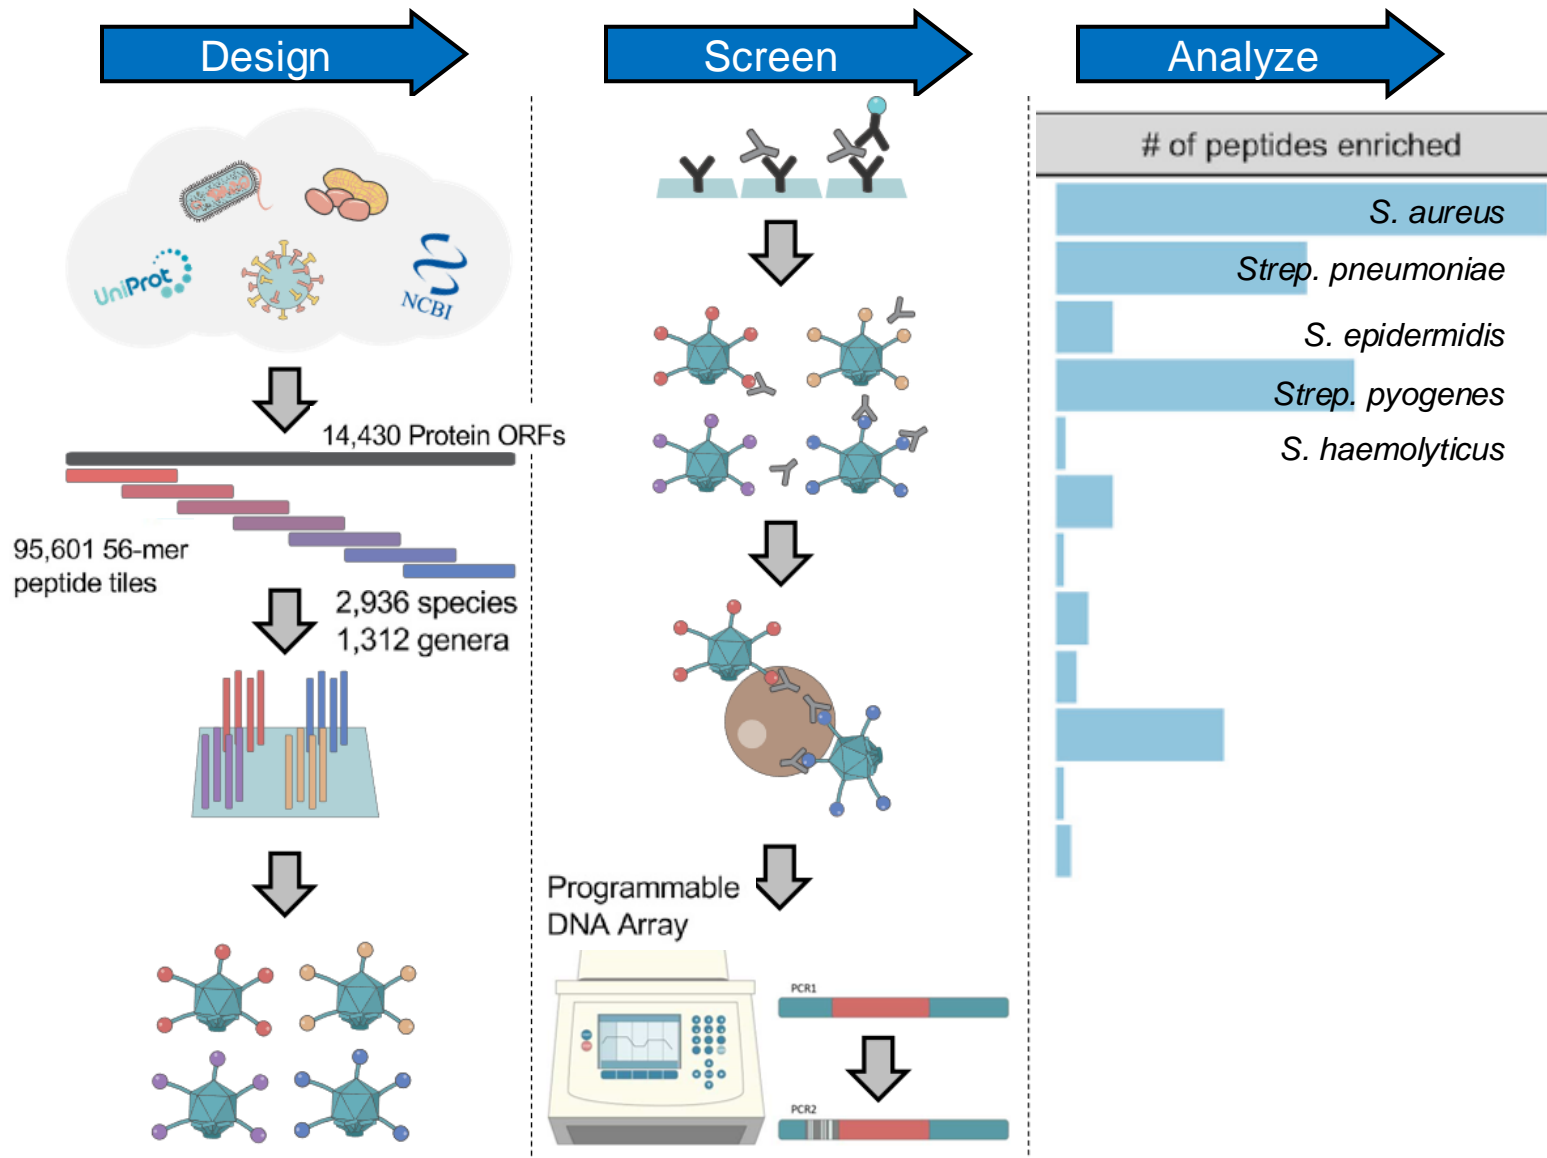 Design
Screen
Analyze
UniProt
NCBI
14,430 Protein ORFs
95,601 56-mer
peptide tiles
2,936 species
1,312 genera
Programmable
DNA Array
PCR1
PCR2
# of peptides enriched
S. aureus
Strep. pneumoniae
S. epidermidis
Strep. pyogenes
S. haemolyticus